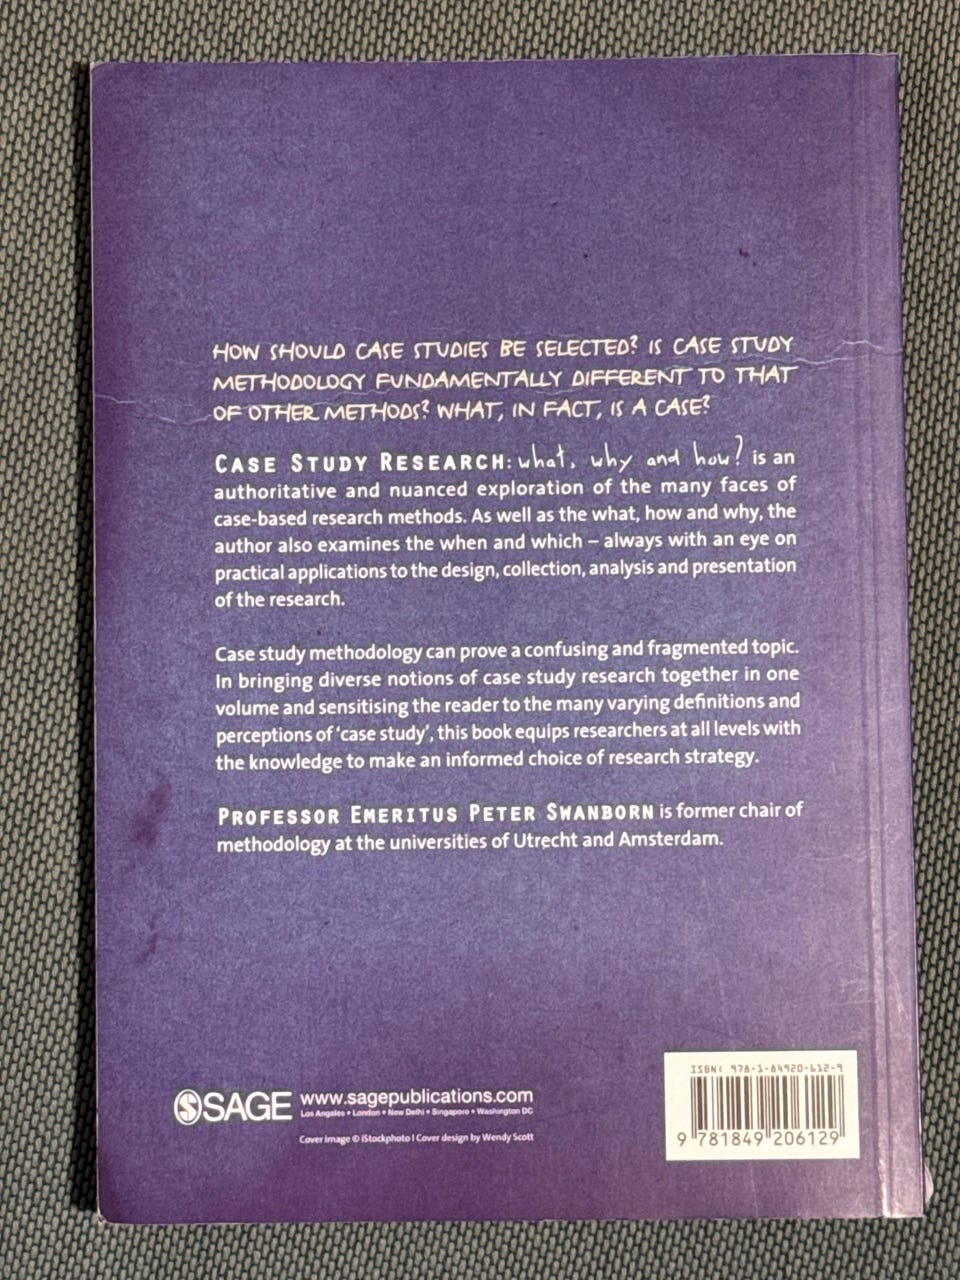 HOW SHOULD CASE STUDIES BE SELECTED? IS CASE STUDY
METHODOLOGY FUNDAMENTALLY DIFFERENT TO THAT
OF OTHER METHODS? WHAT, IN FACT, IS A CASE?
CASE STUDY RESEARCH: what, why and how? is an
authoritative and nuanced exploration of the many faces of
case-based research methods. As well as the what, how and why, the
author also examines the when and which – always with an eye on
practical applications to the design, collection, analysis and presentation
of the research.
Case study methodology can prove a confusing and fragmented topic.
In bringing diverse notions of case study research together in one
volume and sensitising the reader to the many varying definitions and
perceptions of ‘case study’, this book equips researchers at all levels with
the knowledge to make an informed choice of research strategy.
PROFESSOR EMERITUS PETER SWANBORN is former chair of
methodology at the universities of Utrecht and Amsterdam.
SAGE www.sagepublications.com
Los Angeles • London • New Delhi • Singapore • Washington DC
Cover image © iStockphoto | Cover design by Wendy Scott
ISBN: 978-1-84920-612-9
9 781849 206129